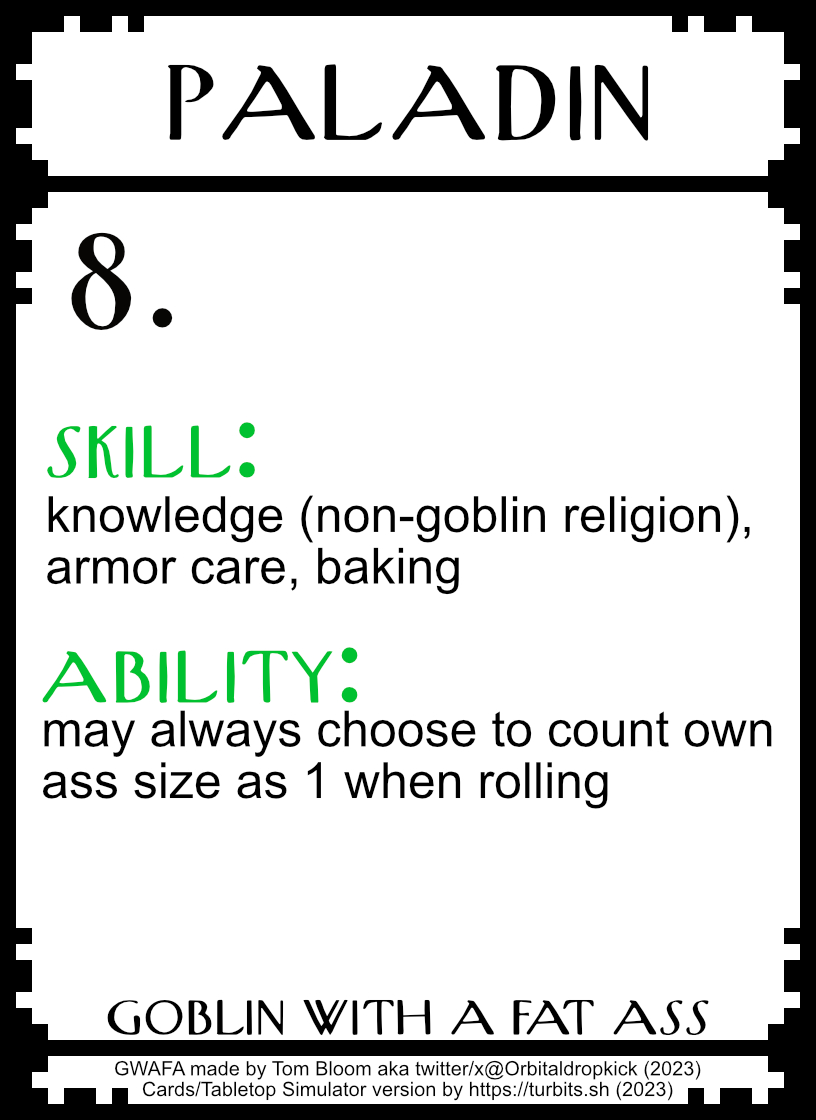 PALADIN
8.
SKILL:
knowledge (non-goblin religion),
armor care, baking
ABILITY:
may always choose to count own
ass size as 1 when rolling
GOBLIN WITH A FAT ASS
GWAFA made by Tom Bloom aka twitter/x@Orbitaldropkick (2023)
Cards/Tabletop Simulator version by https://turbits.sh (2023)